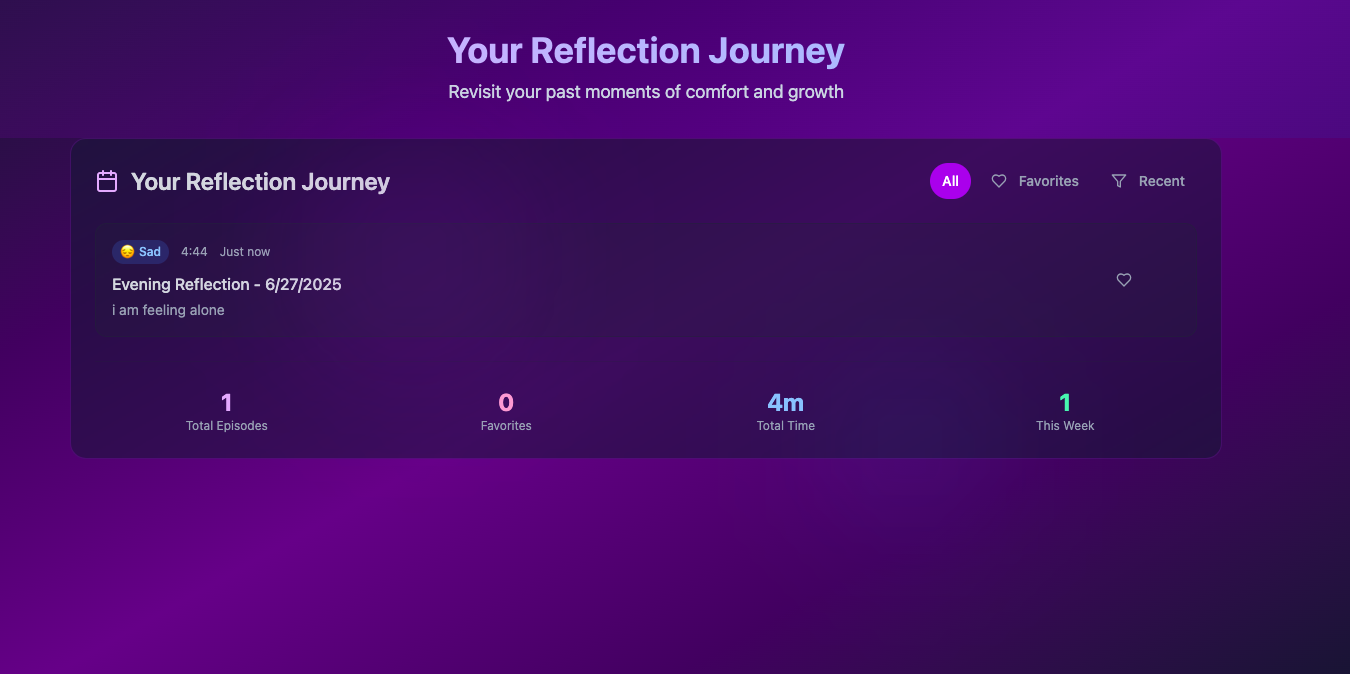 Your Reflection Journey
Revisit your past moments of comfort and growth
Your Reflection Journey
All Favorites Recent
😔 Sad 4:44 Just now
Evening Reflection - 6/27/2025
i am feeling alone
1 0 4m 1
Total Episodes Favorites Total Time This Week